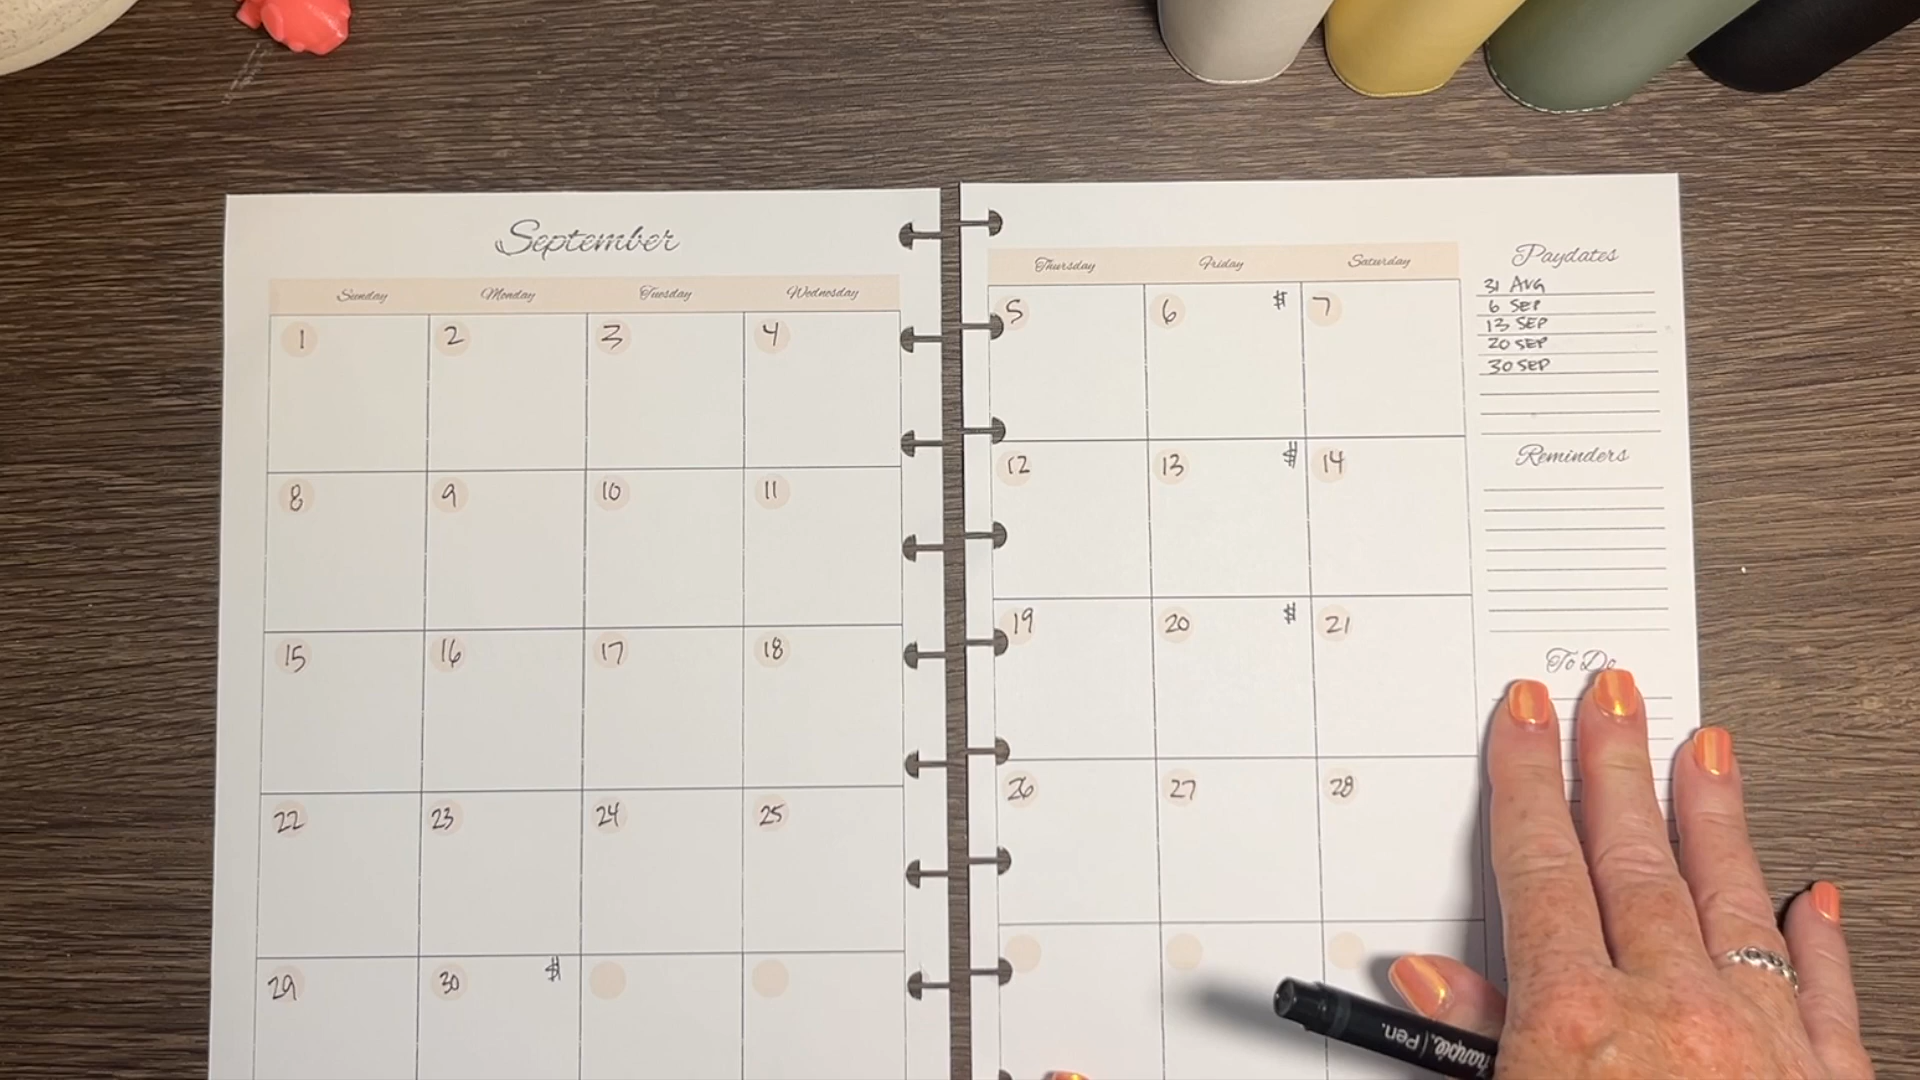 September
Sunday Monday Tuesday Wednesday
1 2 3 4
8 9 10 11
15 16 17 18
22 23 24 25
29 30 $
Thursday Friday Saturday
5 6 $ 7
12 13 $ 14
19 20 $ 21
26 27 28
Paydates
31 AUG
6 SEP
13 SEP
20 SEP
30 SEP
Reminders
To Do
Sharpie. Pen.